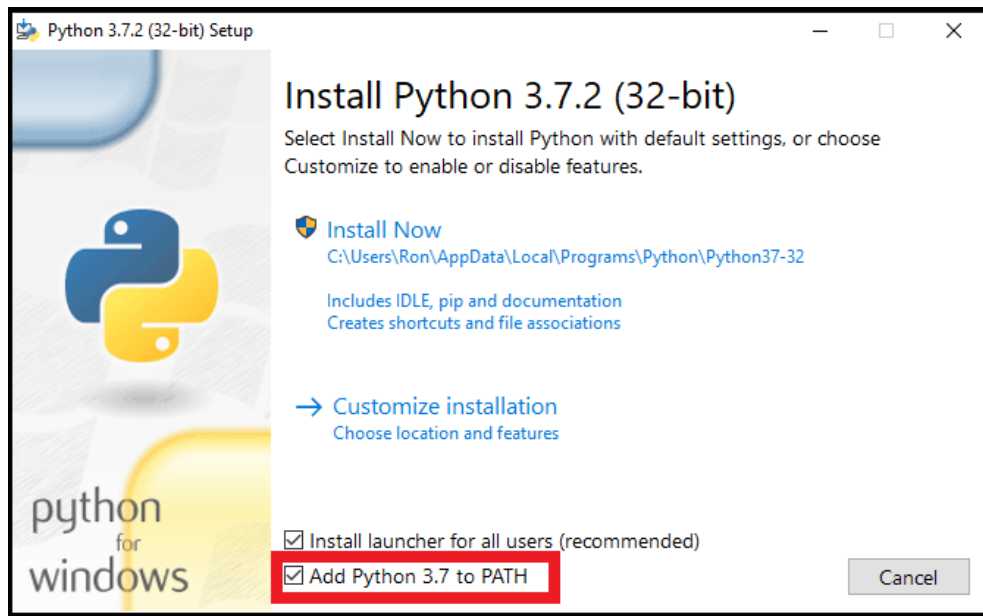 Python 3.7.2 (32-bit) Setup
Install Python 3.7.2 (32-bit)
Select Install Now to install Python with default settings, or choose
Customize to enable or disable features.
Install Now
C:\Users\Ron\AppData\Local\Programs\Python\Python37-32
Includes IDLE, pip and documentation
Creates shortcuts and file associations
Customize installation
Choose location and features
python
for
windows
Install launcher for all users (recommended)
Add Python 3.7 to PATH
Cancel